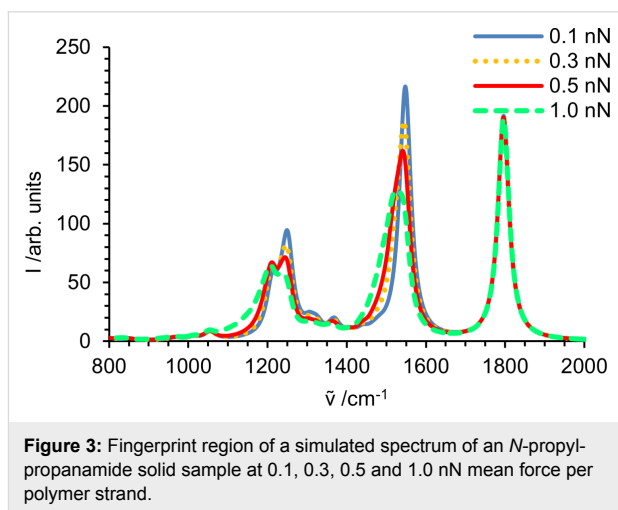 250
200
150
100
50
0
I /arb. units
0.1 nN
0.3 nN
0.5 nN
1.0 nN
800 1000 1200 1400 1600 1800 2000
ṽ /cm⁻¹
Figure 3: Fingerprint region of a simulated spectrum of an N-propyl-
propanamide solid sample at 0.1, 0.3, 0.5 and 1.0 nN mean force per
polymer strand.